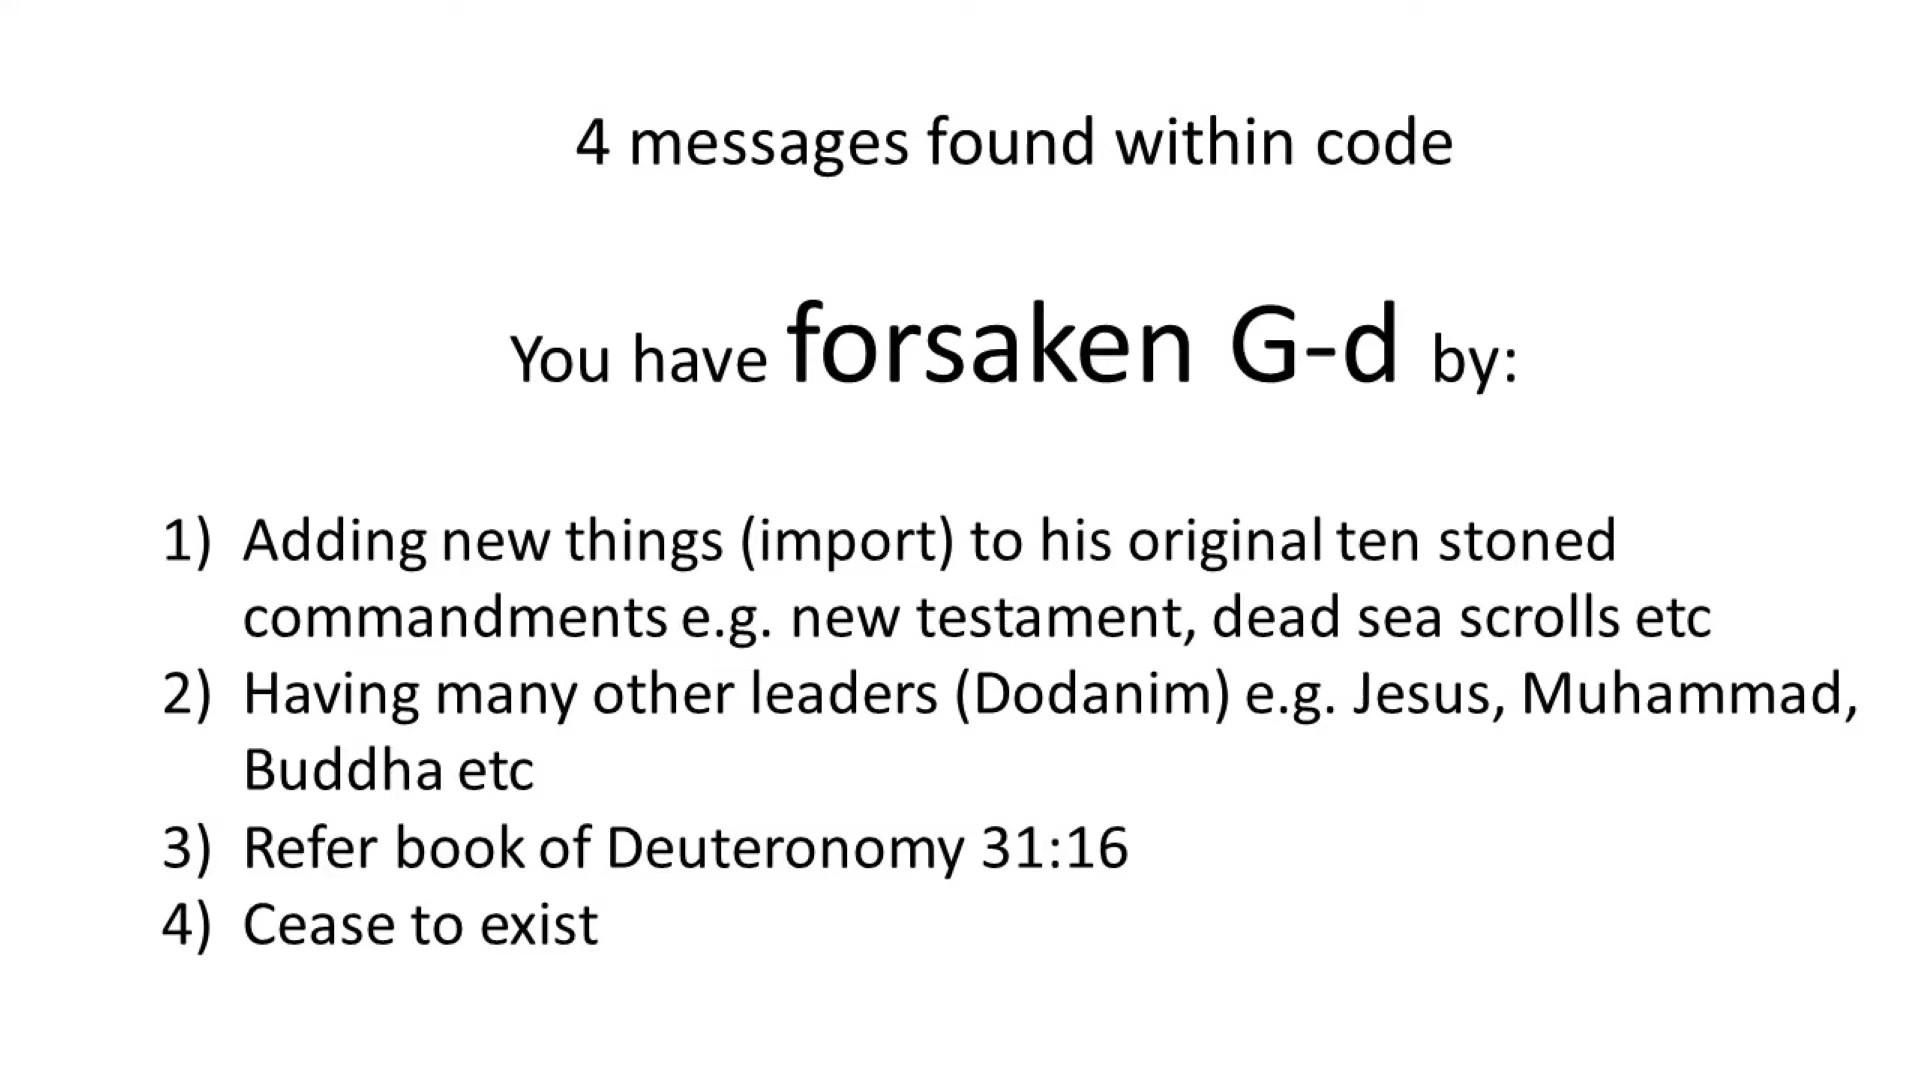 4 messages found within code
You have forsaken G-d by:
1) Adding new things (import) to his original ten stoned
commandments e.g. new testament, dead sea scrolls etc
2) Having many other leaders (Dodanim) e.g. Jesus, Muhammad,
Buddha etc
3) Refer book of Deuteronomy 31:16
4) Cease to exist